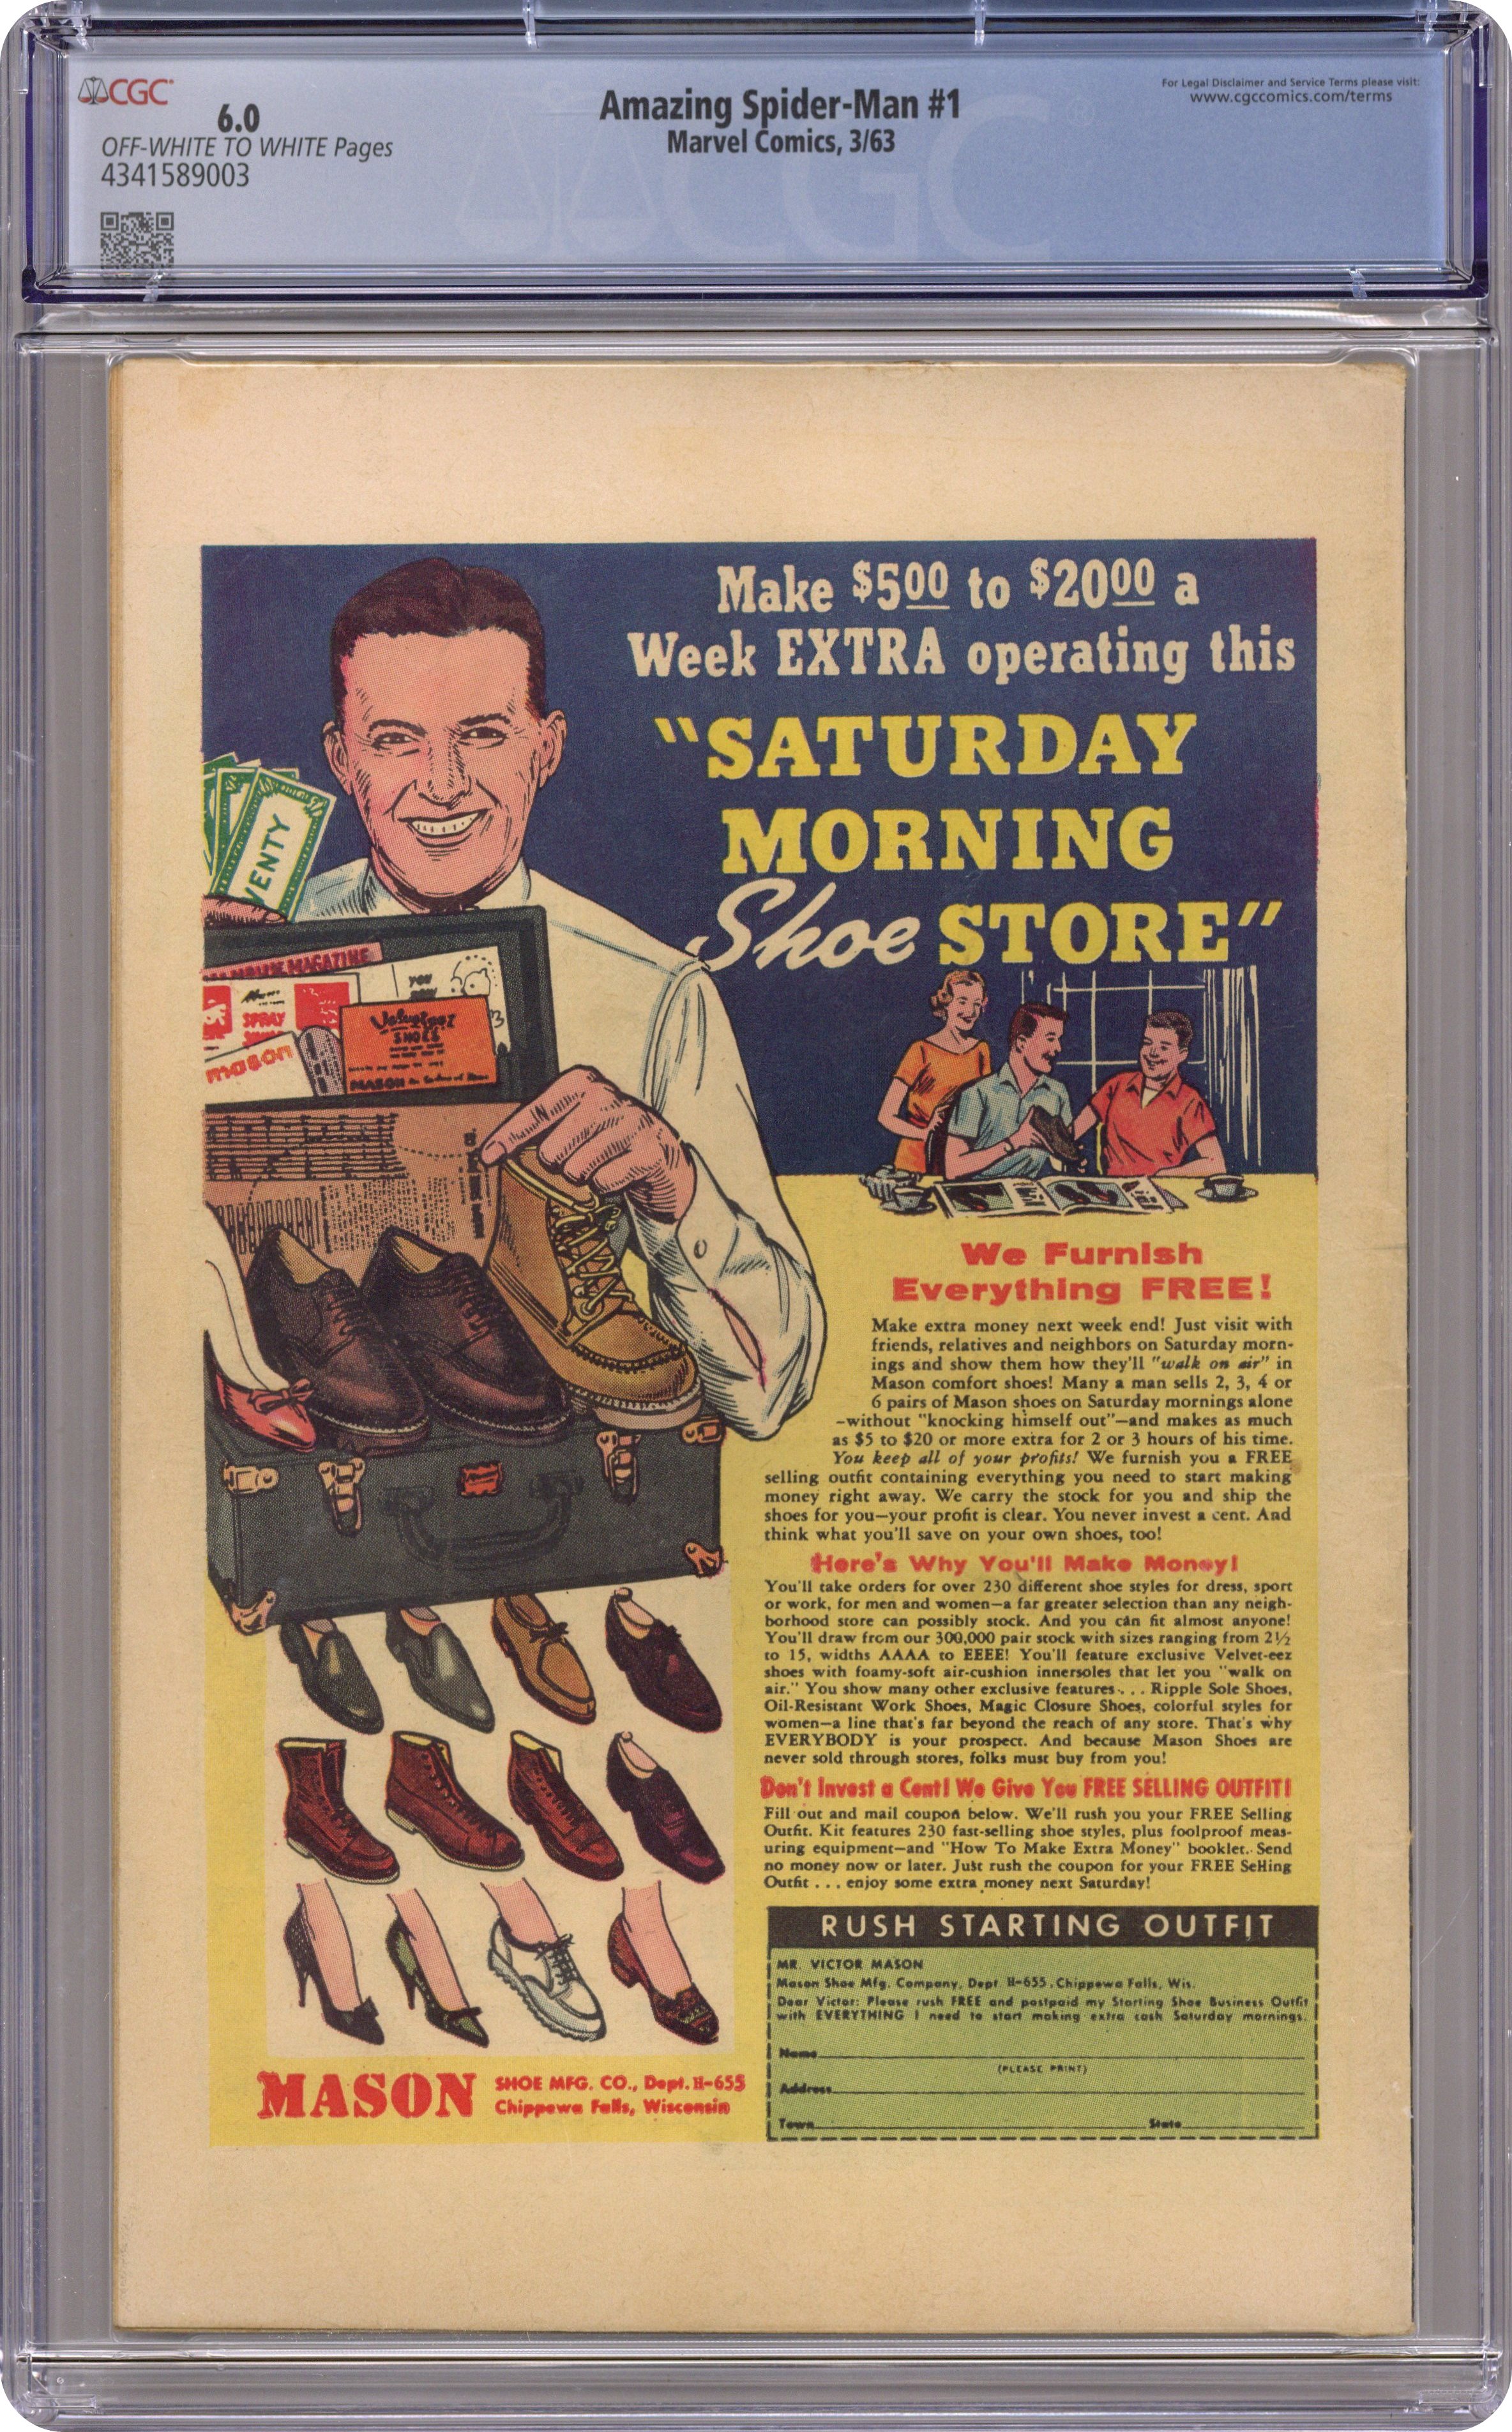 CGC
6.0
OFF-WHITE TO WHITE Pages
4341589003
Amazing Spider-Man #1
Marvel Comics, 3/63
For Legal Disclaimer and Service Terms please visit:
www.cgccomics.com/terms
CGC
Make $5.00 to $20.00 a
Week EXTRA operating this
"SATURDAY
MORNING
Shoe STORE"
VENTY
MAGAZINE
SPRAY
mason
YOU
Velvet-eez
SHOES
MASON
We Furnish
Everything FREE!
Make extra money next week end! Just visit with
friends, relatives and neighbors on Saturday morn-
ings and show them how they'll "walk on air" in
Mason comfort shoes! Many a man sells 2, 3, 4 or
6 pairs of Mason shoes on Saturday mornings alone
—without "knocking himself out"—and makes as much
as $5 to $20 or more extra for 2 or 3 hours of his time.
You keep all of your profits! We furnish you a FREE
selling outfit containing everything you need to start making
money right away. We carry the stock for you and ship the
shoes for you—your profit is clear. You never invest a cent. And
think what you'll save on your own shoes, too!
Here's Why You'll Make Money!
You'll take orders for over 230 different shoe styles for dress, sport
or work, for men and women—a far greater selection than any neigh-
borhood store can possibly stock. And you can fit almost anyone!
You'll draw from our 300,000 pair stock with sizes ranging from 2½
to 15, widths AAAA to EEEE! You'll feature exclusive Velvet-eez
shoes with foamy-soft air-cushion innersoles that let you "walk on
air." You show many other exclusive features . . . Ripple Sole Shoes,
Oil-Resistant Work Shoes, Magic Closure Shoes, colorful styles for
women—a line that's far beyond the reach of any store. That's why
EVERYBODY is your prospect. And because Mason Shoes are
never sold through stores, folks must buy from you!
Don't Invest a Cent! We Give You FREE SELLING OUTFIT!
Fill out and mail coupon below. We'll rush you your FREE Selling
Outfit. Kit features 230 fast-selling shoe styles, plus foolproof meas-
uring equipment—and "How To Make Extra Money" booklet. Send
no money now or later. Just rush the coupon for your FREE Selling
Outfit . . . enjoy some extra money next Saturday!
RUSH STARTING OUTFIT
MR. VICTOR MASON
Mason Shoe Mfg. Company, Dept. H-655, Chippewa Falls, Wis.
Dear Victor: Please rush FREE and postpaid my Starting Shoe Business Outfit
with EVERYTHING I need to start making extra cash Saturday mornings.
Name
(PLEASE PRINT)
Address
Town State
MASON SHOE MFG. CO., Dept. H-655
Chippewa Falls, Wisconsin